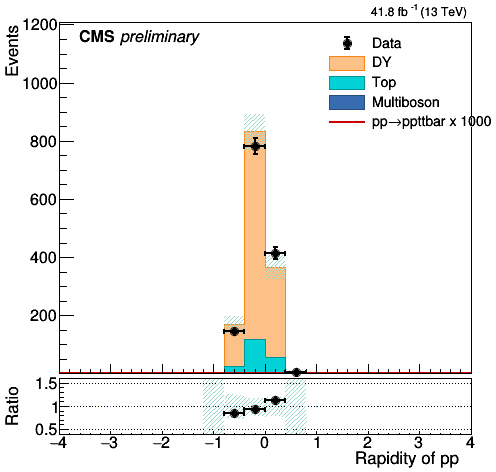 41.8 fb⁻¹ (13 TeV)
CMS preliminary
Events
1200
1000
800
600
400
200
Data
DY
Top
Multiboson
pp→ppttbar x 1000
Ratio
1.5
1
0.5
−4 −3 −2 −1 0 1 2 3 4
Rapidity of pp